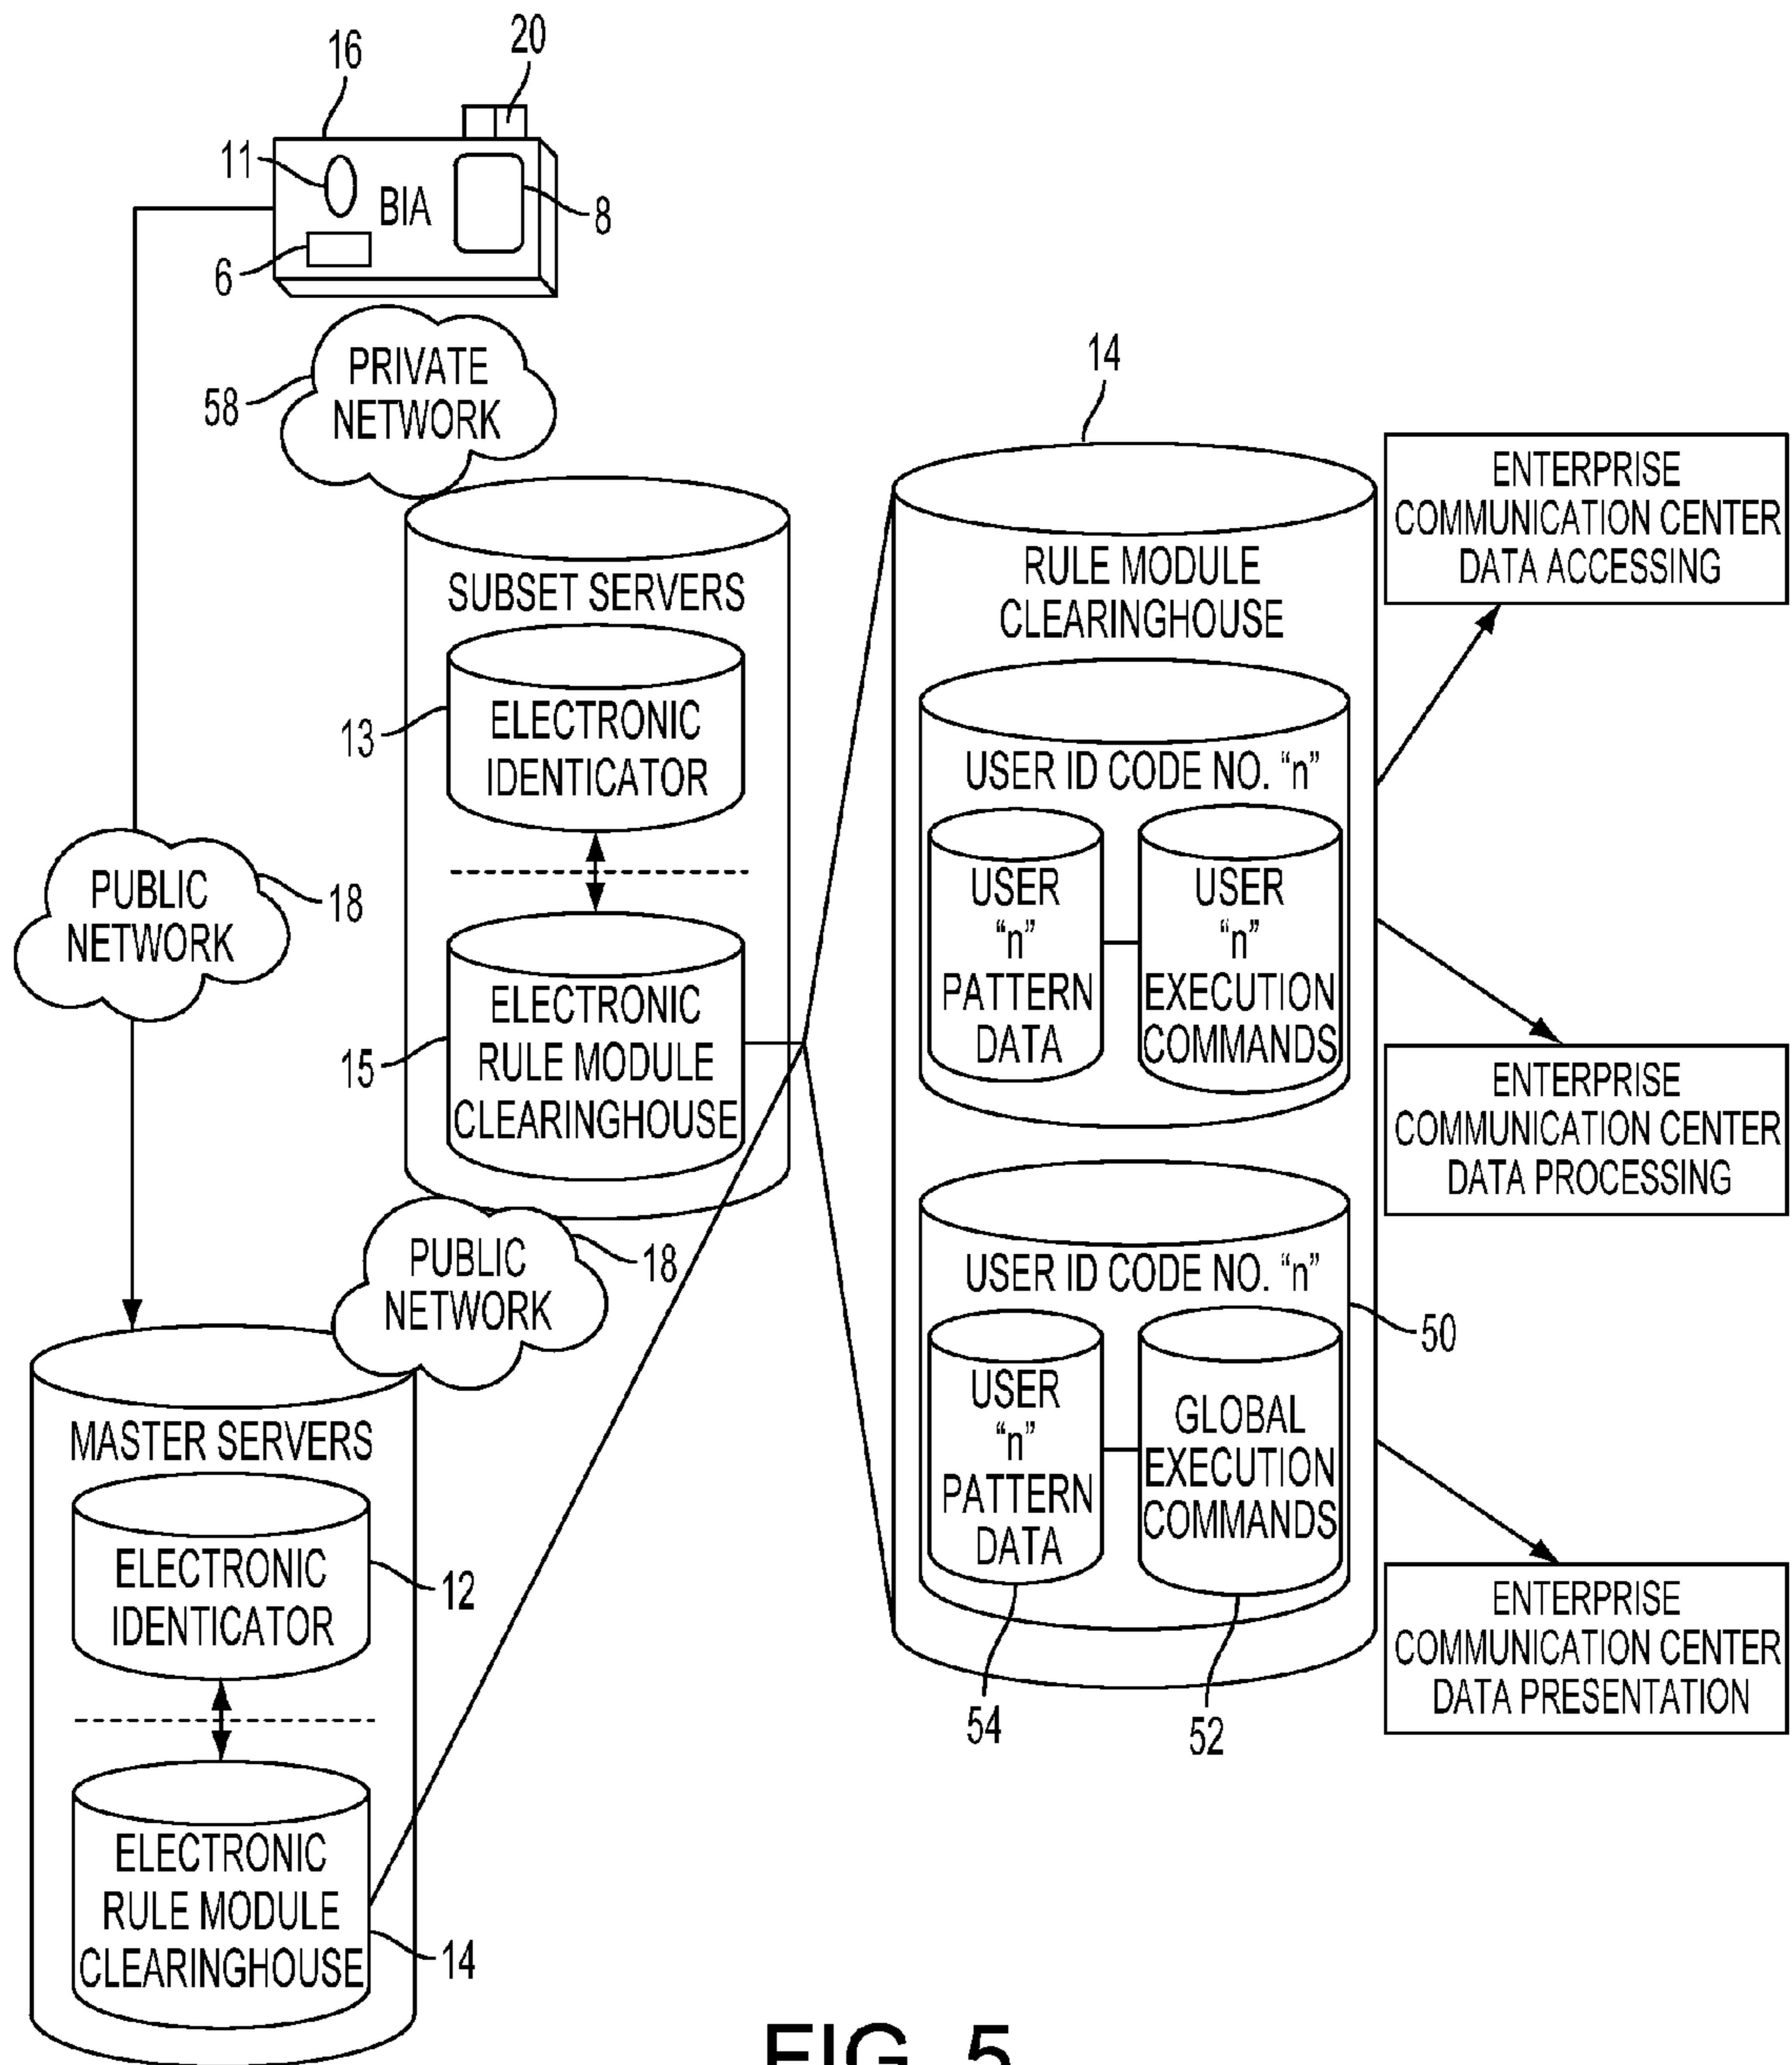 16
20
11
BIA
8
6
PRIVATE
NETWORK
58
SUBSET SERVERS
ELECTRONIC
IDENTICATOR
13
ELECTRONIC
RULE MODULE
CLEARINGHOUSE
15
PUBLIC
NETWORK
18
PUBLIC
NETWORK
18
MASTER SERVERS
ELECTRONIC
IDENTICATOR
12
ELECTRONIC
RULE MODULE
CLEARINGHOUSE
14
14
RULE MODULE
CLEARINGHOUSE
USER ID CODE NO. “n”
USER
“n”
PATTERN
DATA
USER
“n”
EXECUTION
COMMANDS
USER ID CODE NO. “n”
50
USER
“n”
PATTERN
DATA
GLOBAL
EXECUTION
COMMANDS
54
52
ENTERPRISE
COMMUNICATION CENTER
DATA ACCESSING
ENTERPRISE
COMMUNICATION CENTER
DATA PROCESSING
ENTERPRISE
COMMUNICATION CENTER
DATA PRESENTATION
FIG. 5